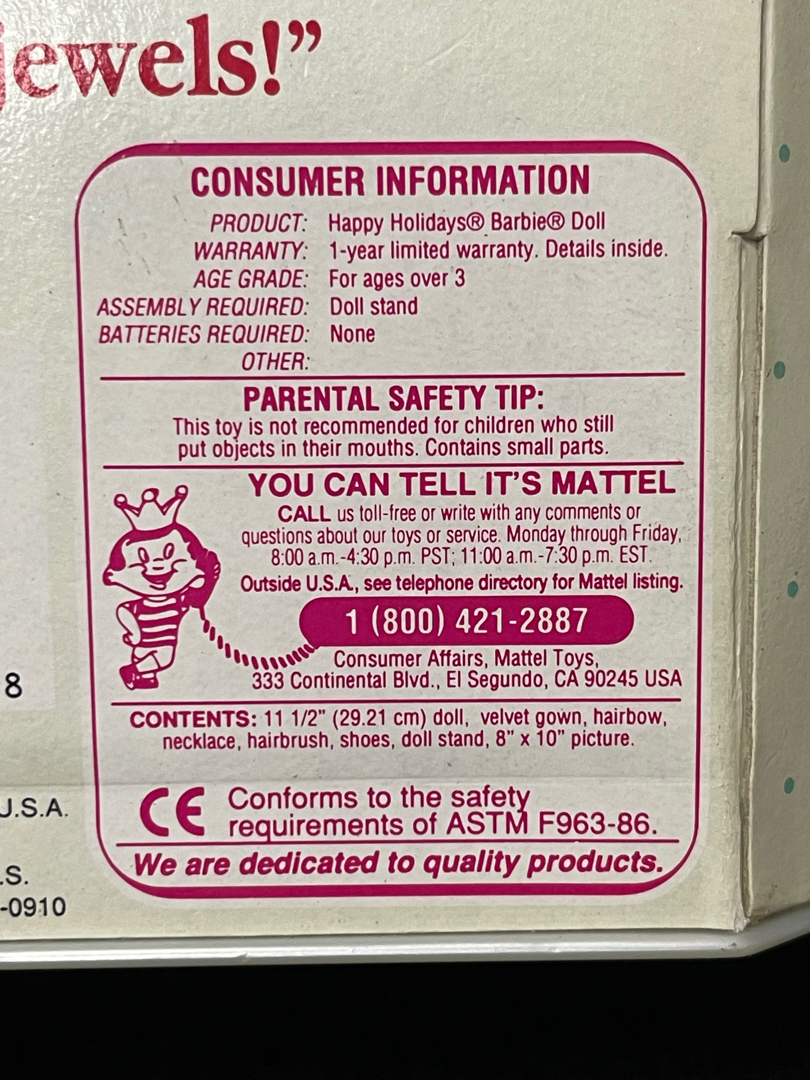 jewels!”
CONSUMER INFORMATION
PRODUCT: Happy Holidays® Barbie® Doll
WARRANTY: 1-year limited warranty. Details inside.
AGE GRADE: For ages over 3
ASSEMBLY REQUIRED: Doll stand
BATTERIES REQUIRED: None
OTHER:
PARENTAL SAFETY TIP:
This toy is not recommended for children who still
put objects in their mouths. Contains small parts.
YOU CAN TELL IT'S MATTEL
CALL us toll-free or write with any comments or
questions about our toys or service. Monday through Friday,
8:00 a.m.-4:30 p.m. PST; 11:00 a.m.-7:30 p.m. EST.
Outside U.S.A., see telephone directory for Mattel listing.
1 (800) 421-2887
Consumer Affairs, Mattel Toys,
333 Continental Blvd., El Segundo, CA 90245 USA
8
CONTENTS: 11 1/2" (29.21 cm) doll, velvet gown, hairbow,
necklace, hairbrush, shoes, doll stand, 8" x 10" picture.
CE Conforms to the safety
requirements of ASTM F963-86.
U.S.A.
We are dedicated to quality products.
.S.
-0910